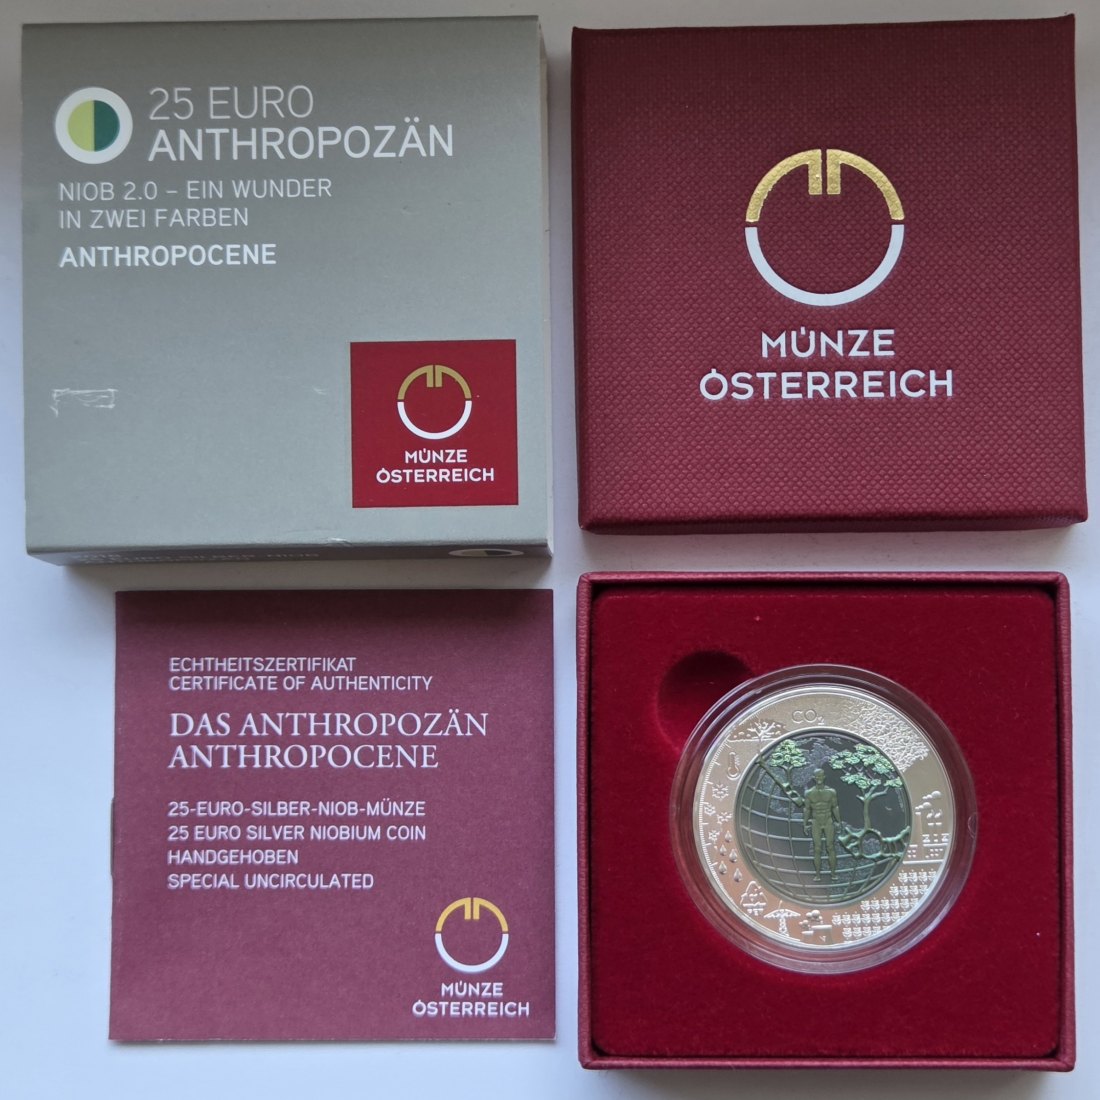 25 EURO
ANTHROPOZÄN
NIOB 2.0 – EIN WUNDER
IN ZWEI FARBEN
ANTHROPOCENE
MÜNZE
ÖSTERREICH
MÜNZE
ÖSTERREICH
ECHTHEITSZERTIFIKAT
CERTIFICATE OF AUTHENTICITY
DAS ANTHROPOZÄN
ANTHROPOCENE
25-EURO-SILBER-NIOB-MÜNZE
25 EURO SILVER NIOBIUM COIN
HANDGEHOBEN
SPECIAL UNCIRCULATED
MÜNZE
ÖSTERREICH
CO₂